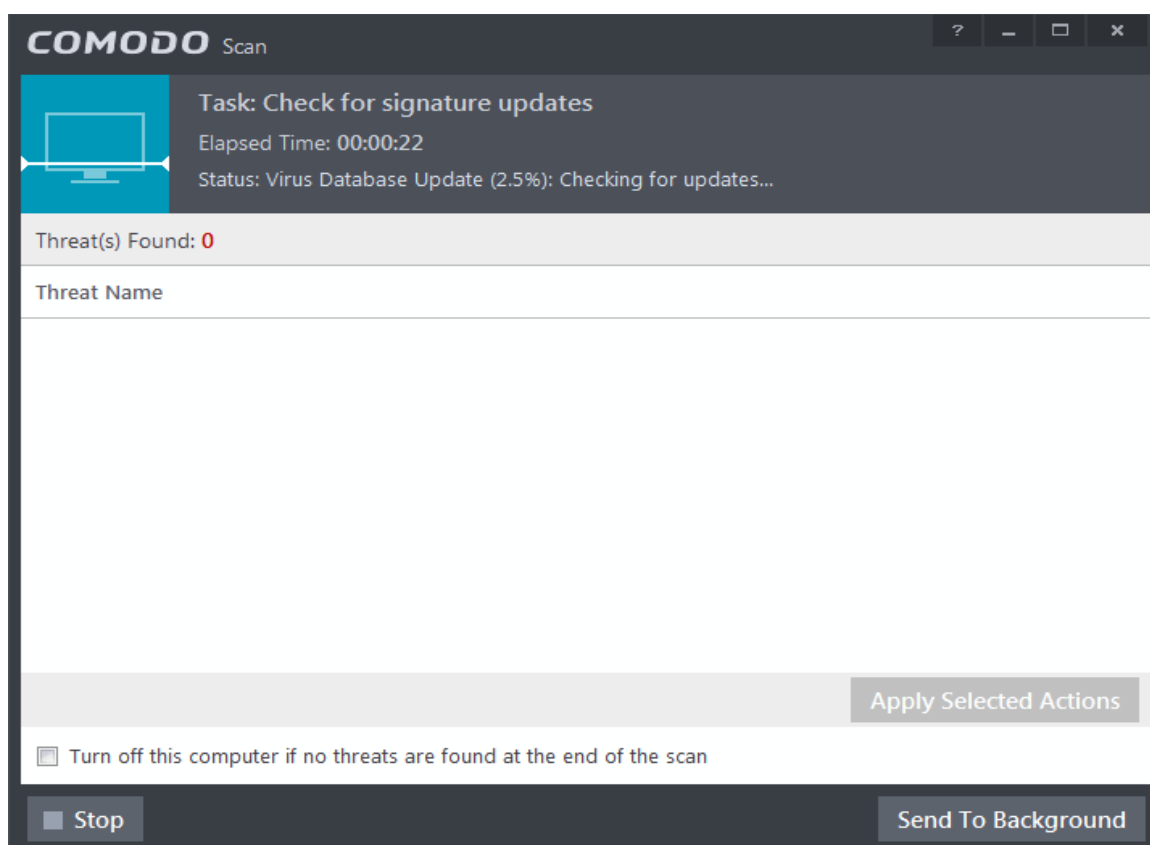 COMODO Scan
?
Task: Check for signature updates
Elapsed Time: 00:00:22
Status: Virus Database Update (2.5%): Checking for updates...
Threat(s) Found: 0
Threat Name
Apply Selected Actions
Turn off this computer if no threats are found at the end of the scan
Stop
Send To Background